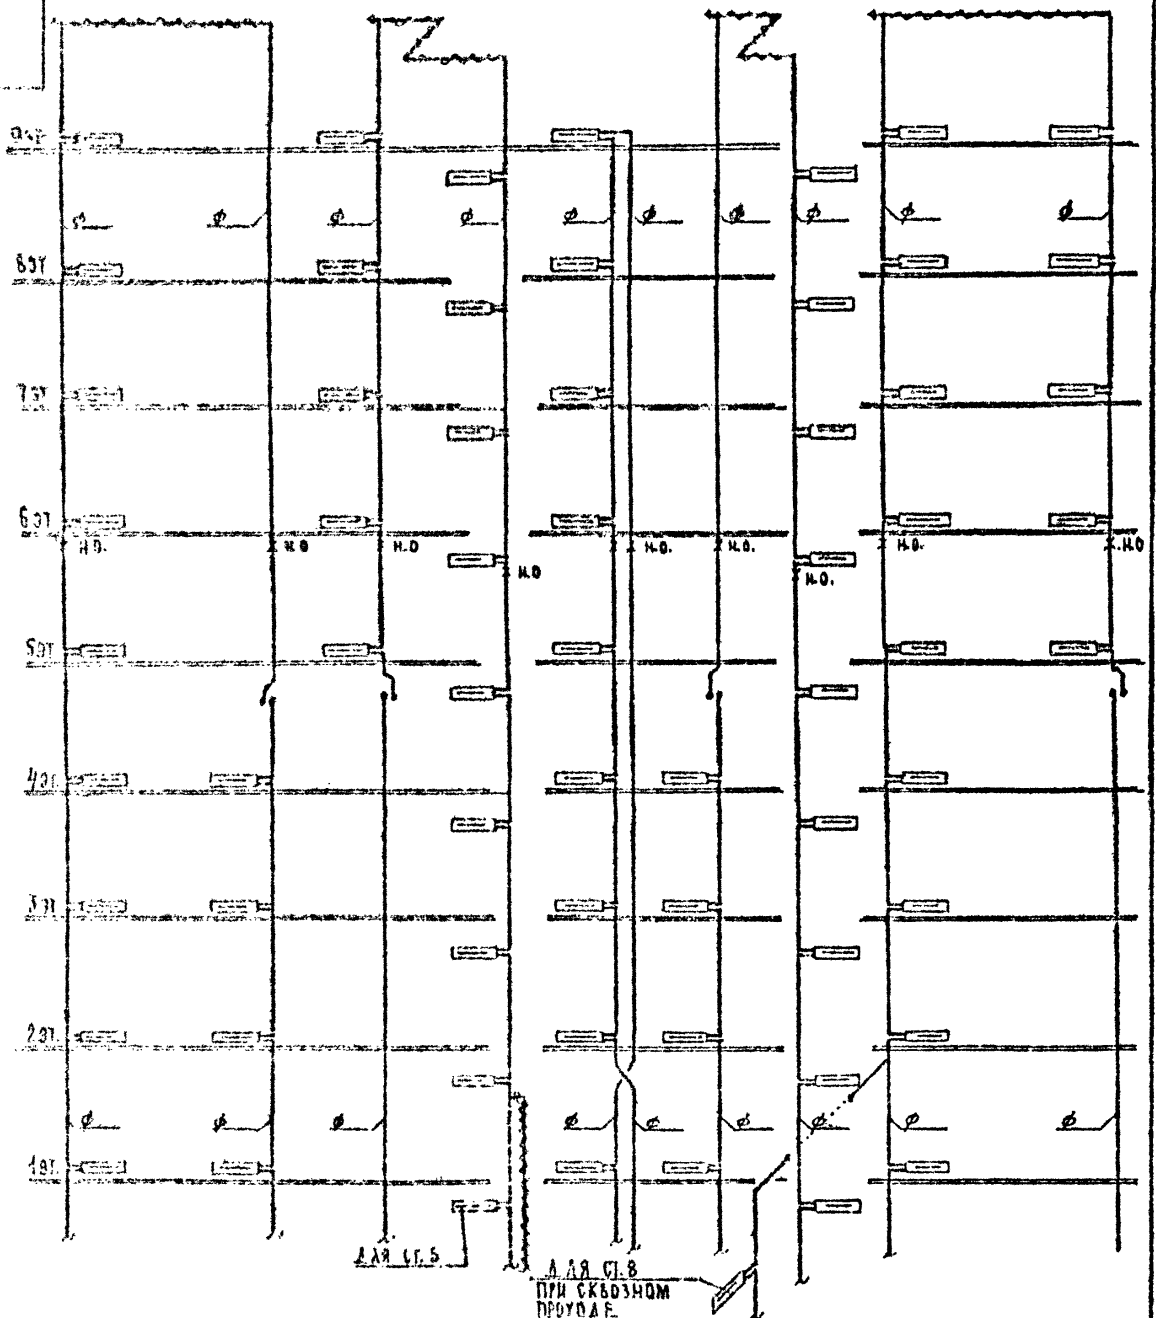 9эт
ф ф ф ф ф ф ф ф ф ф
8эт
7эт
6эт
н.о. н.о н.о н.о. н.о. н.о. н.о
н.о н.о.
5эт
4эт
3эт
2эт.
ф ф ф ф ф ф ф ф ф
1эт.
ДЛЯ СТ. 5
ДЛЯ СТ. 8
ПРИ СКВОЗНОМ
ПРОХОДЕ